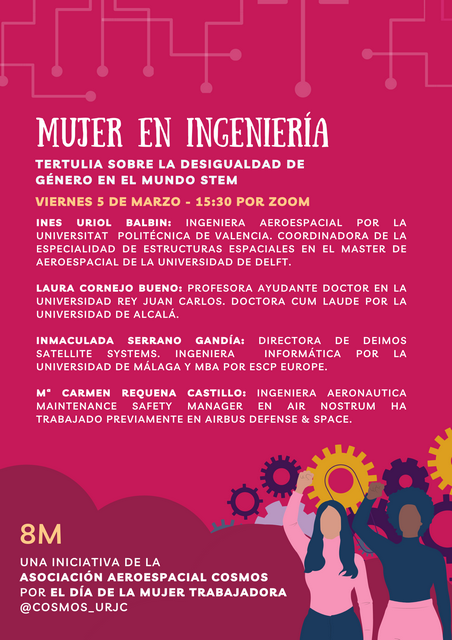 MUJER EN INGENIERÍA
TERTULIA SOBRE LA DESIGUALDAD DE
GÉNERO EN EL MUNDO STEM
VIERNES 5 DE MARZO - 15:30 POR ZOOM
INES URIOL BALBIN: INGENIERA AEROESPACIAL POR LA
UNIVERSITAT POLITÉCNICA DE VALENCIA. COORDINADORA DE LA
ESPECIALIDAD DE ESTRUCTURAS ESPACIALES EN EL MASTER DE
AEROESPACIAL DE LA UNIVERSIDAD DE DELFT.
LAURA CORNEJO BUENO: PROFESORA AYUDANTE DOCTOR EN LA
UNIVERSIDAD REY JUAN CARLOS. DOCTORA CUM LAUDE POR LA
UNIVERSIDAD DE ALCALÁ.
INMACULADA SERRANO GANDÍA: DIRECTORA DE DEIMOS
SATELLITE SYSTEMS. INGENIERA INFORMÁTICA POR LA
UNIVERSIDAD DE MÁLAGA Y MBA POR ESCP EUROPE.
Mª CARMEN REQUENA CASTILLO: INGENIERA AERONAUTICA
MAINTENANCE SAFETY MANAGER EN AIR NOSTRUM HA
TRABAJADO PREVIAMENTE EN AIRBUS DEFENSE & SPACE.
8M
UNA INICIATIVA DE LA
ASOCIACIÓN AEROESPACIAL COSMOS
POR EL DÍA DE LA MUJER TRABAJADORA
@COSMOS_URJC